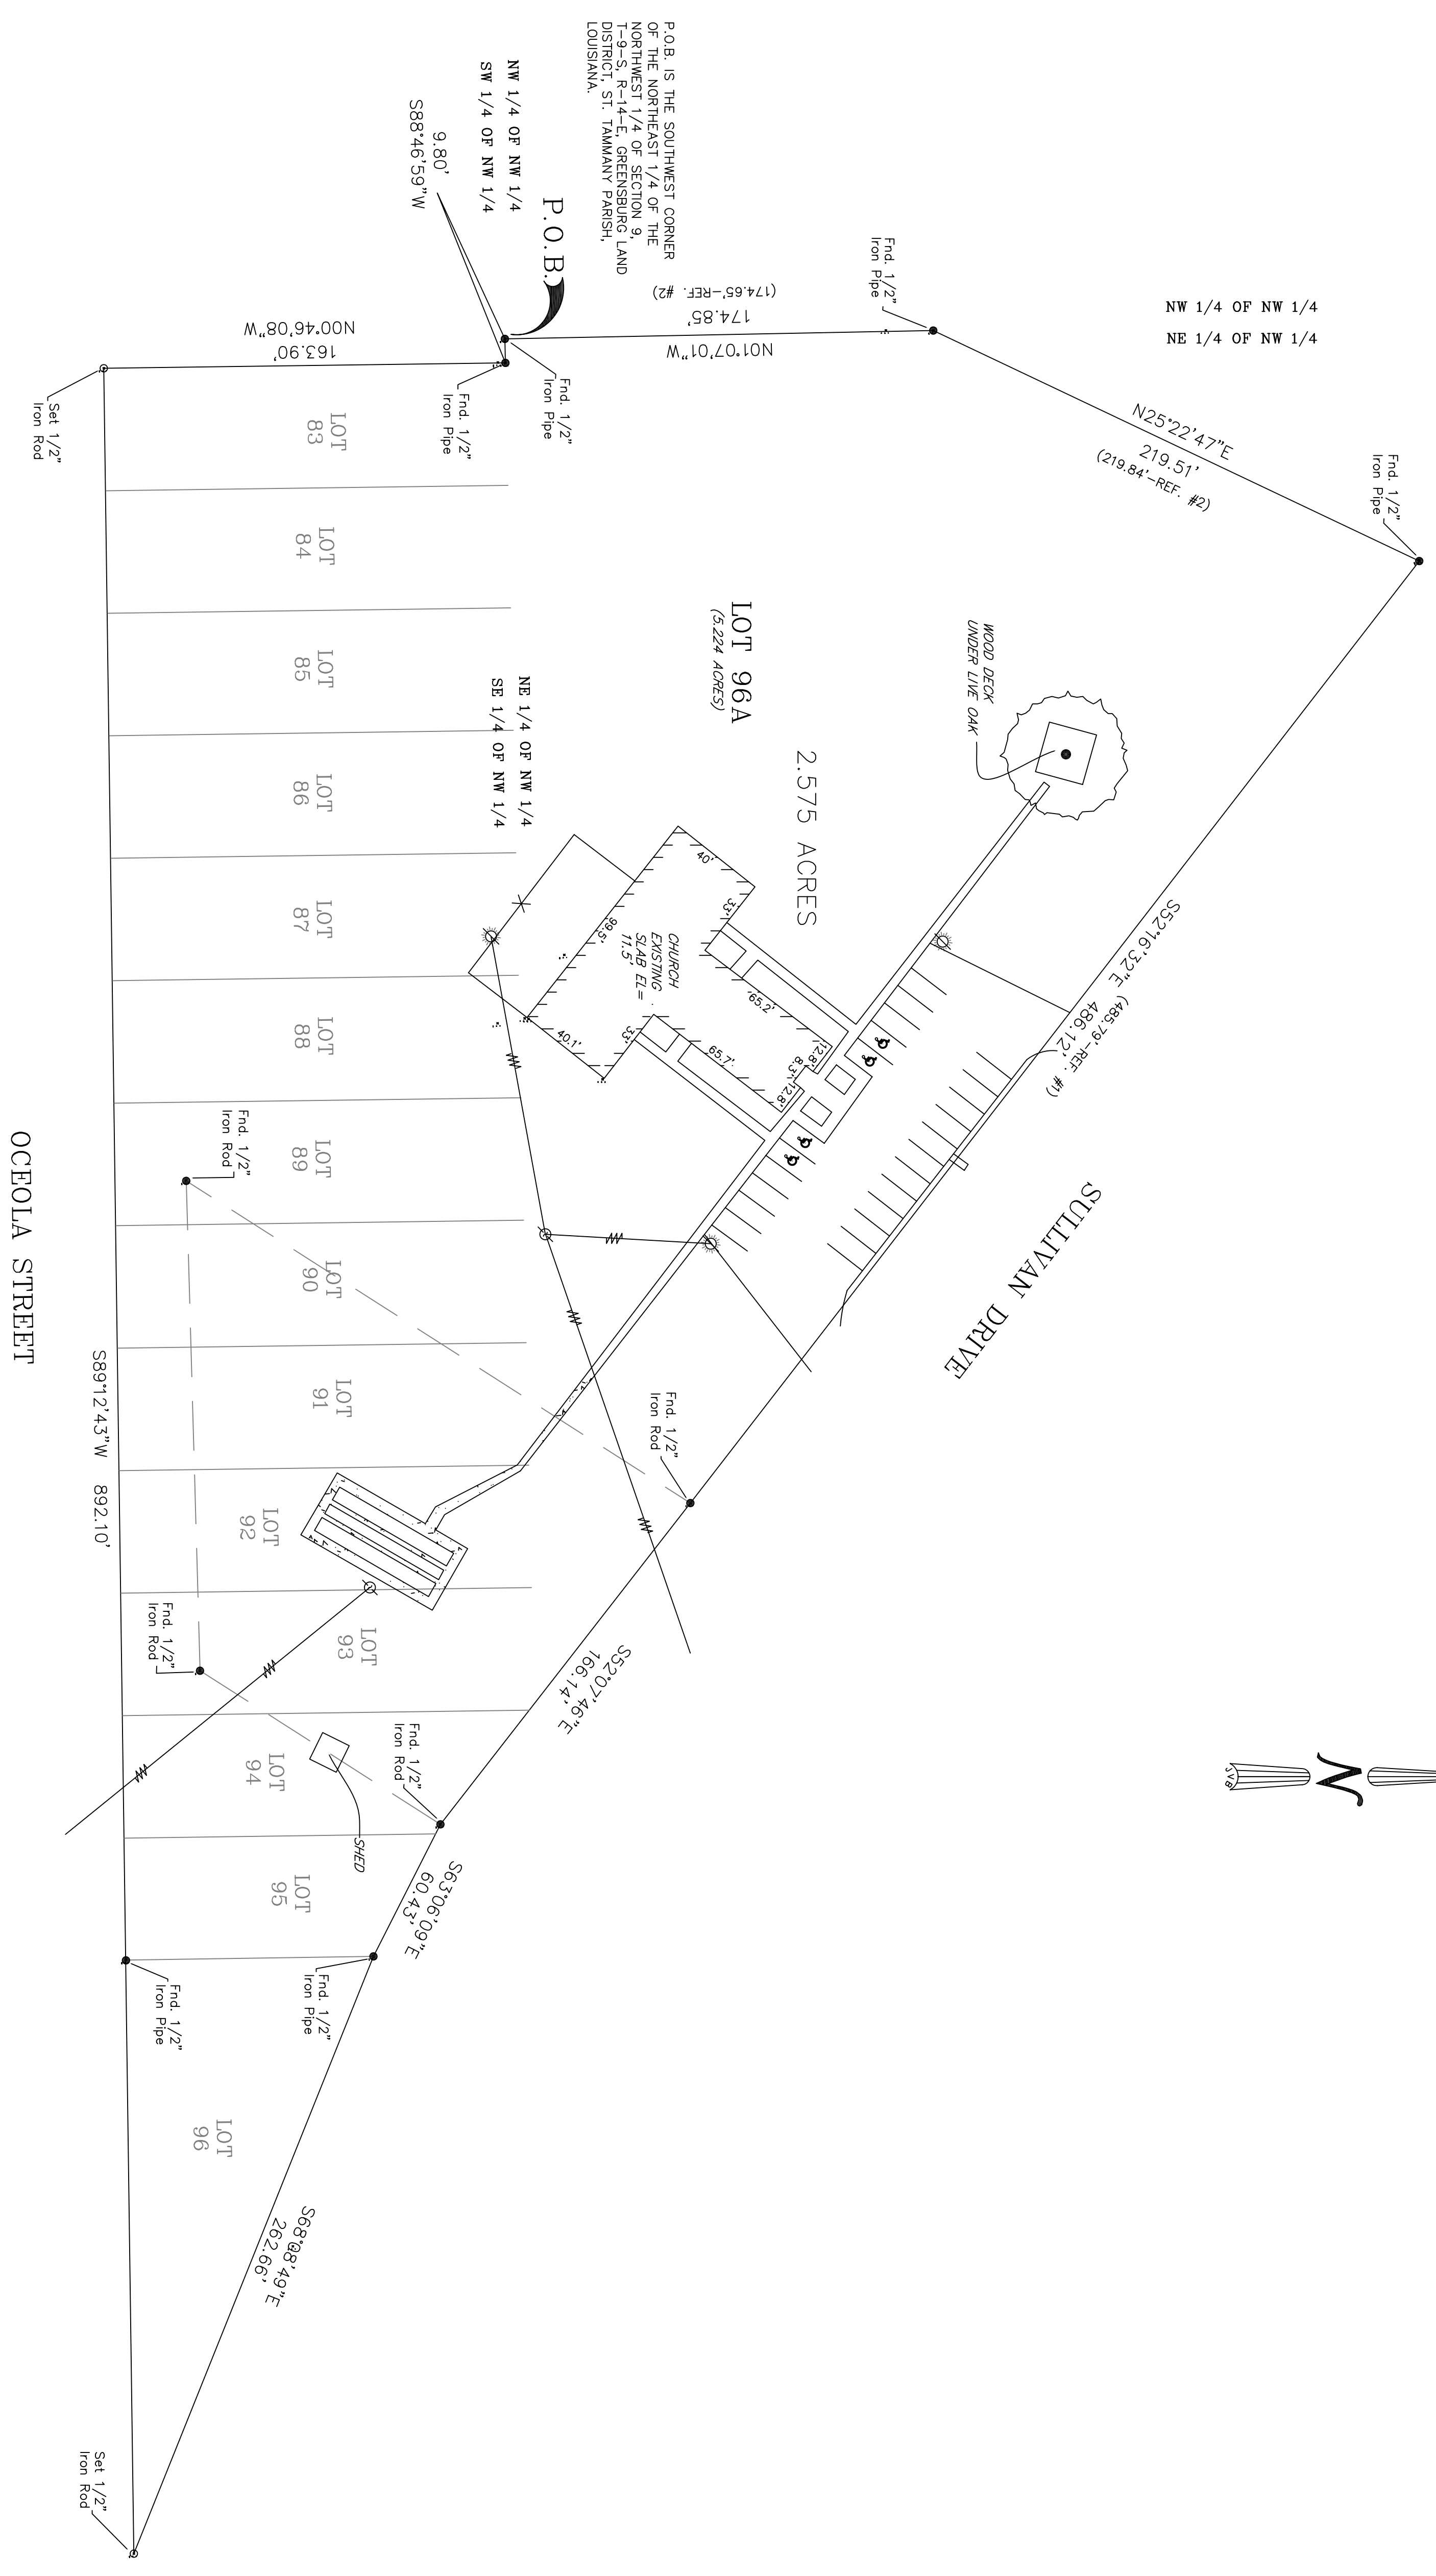 P.O.B. IS THE SOUTHWEST CORNER
OF THE NORTHEAST 1/4 OF THE
NORTHWEST 1/4 OF SECTION 9,
T-9-S, R-14-E, GREENSBURG LAND
DISTRICT, ST. TAMMANY PARISH,
LOUISIANA.
NW 1/4 OF NW 1/4
SW 1/4 OF NW 1/4
9.80'
S88°46'59"W
P.O.B.
NW 1/4 OF NW 1/4
NE 1/4 OF NW 1/4
Fnd. 1/2"
Iron Pipe
(174.65'-REF. #2)
174.85'
N01°07'01"W
N00°46'08"W
163.90'
Fnd. 1/2"
Iron Pipe
Fnd. 1/2"
Iron Pipe
Set 1/2"
Iron Rod
N25°22'47"E
219.51'
(219.84'-REF. #2)
Fnd. 1/2"
Iron Pipe
LOT
83
LOT
84
LOT
85
LOT
86
LOT
87
LOT
88
LOT
89
LOT
90
LOT
91
LOT
92
LOT
93
LOT
94
LOT
95
LOT
96
LOT 96A
(5.224 ACRES)
2.575 ACRES
NE 1/4 OF NW 1/4
SE 1/4 OF NW 1/4
WOOD DECK
UNDER LIVE OAK
CHURCH
EXISTING
SLAB EL=
11.5'
40'
33'
99.5'
65.2'
40.1'
33'
65.7'
12.8'
8.3'
12.8'
S52°16'32"E (485.79'-REF. #1)
486.12'
SULLIVAN DRIVE
Fnd. 1/2"
Iron Rod
Fnd. 1/2"
Iron Rod
S52°07'46"E
166.14'
Fnd. 1/2"
Iron Rod
Fnd. 1/2"
Iron Rod
SHED
S63°06'09"E
60.43'
Fnd. 1/2"
Iron Pipe
Fnd. 1/2"
Iron Pipe
S68°08'49"E
262.66'
S89°12'43"W 892.10'
OCEOLA STREET
Set 1/2"
Iron Rod
N
JVB